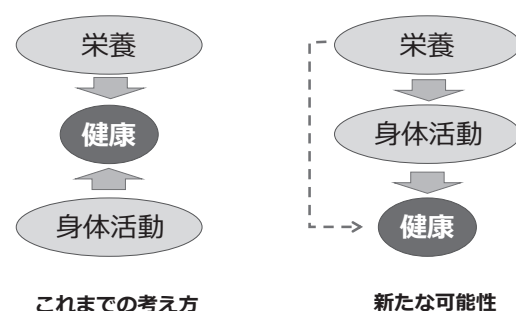 栄養
健康
身体活動
これまでの考え方
栄養
身体活動
健康
新たな可能性